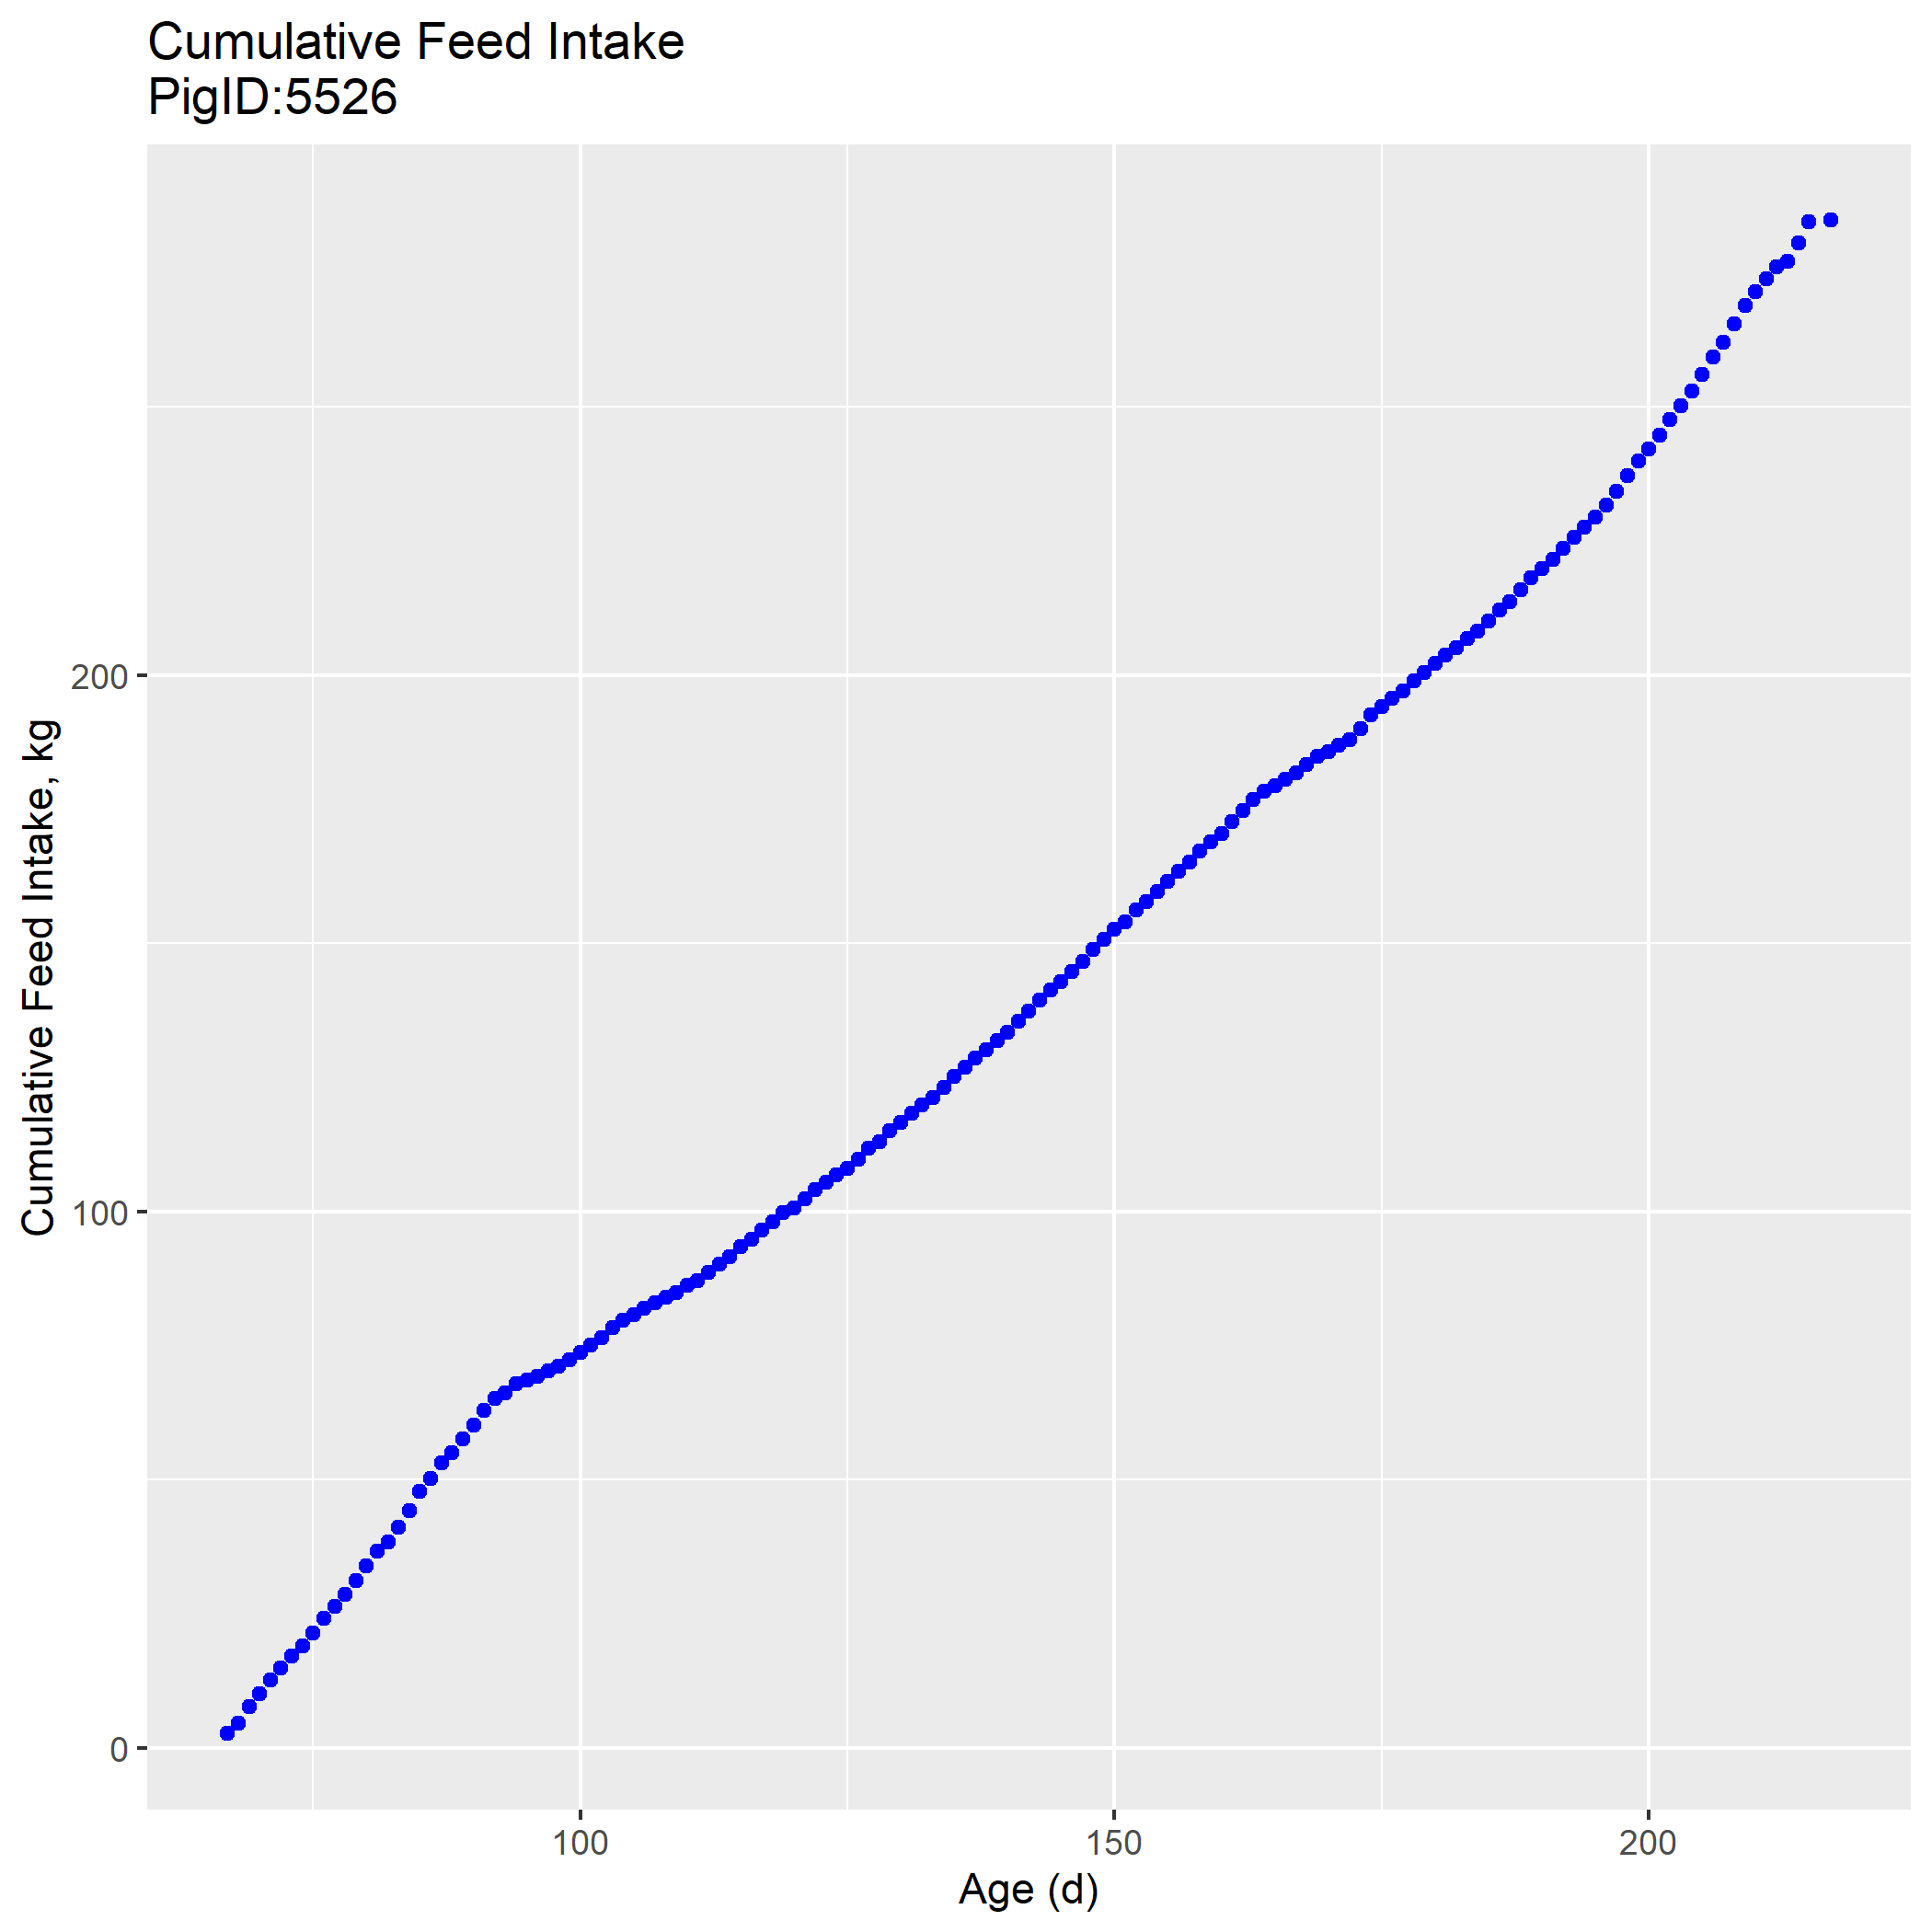 Cumulative Feed Intake
PigID:5526
Cumulative Feed Intake, kg
200
100
0
100
150
200
Age (d)